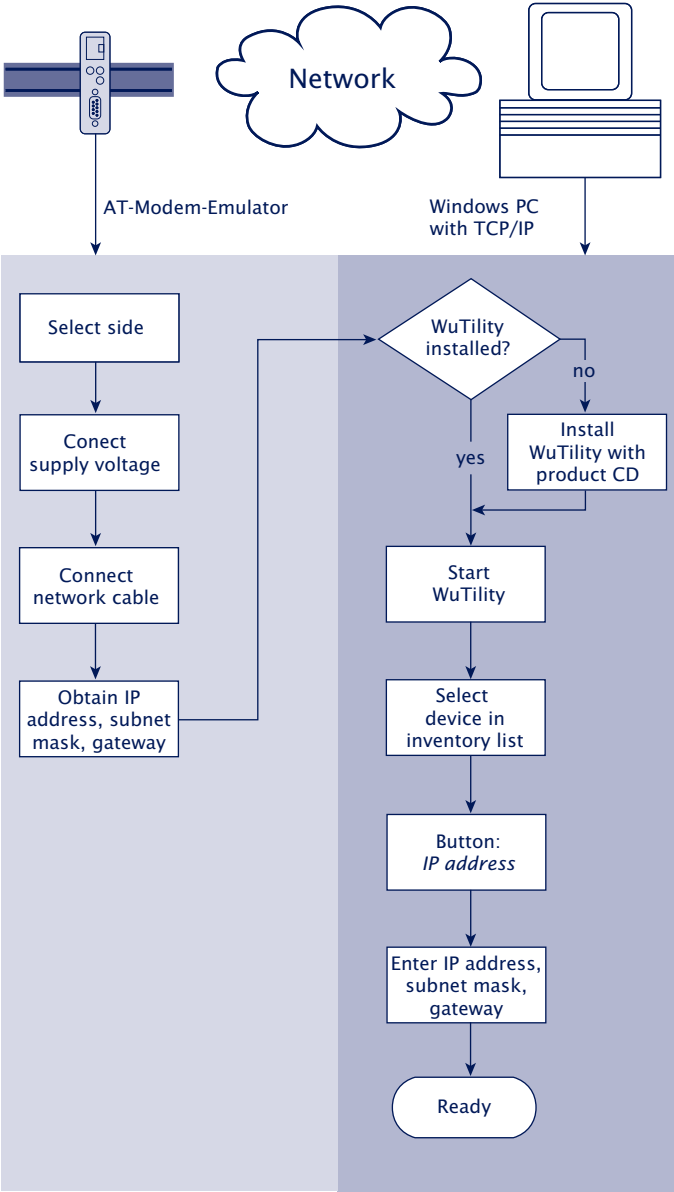 Network
AT-Modem-Emulator
Windows PC
with TCP/IP
Select side
Conect
supply voltage
Connect
network cable
Obtain IP
address, subnet
mask, gateway
WuTility
installed?
no
yes
Install
WuTility with
product CD
Start
WuTility
Select
device in
inventory list
Button:
IP address
Enter IP address,
subnet mask,
gateway
Ready